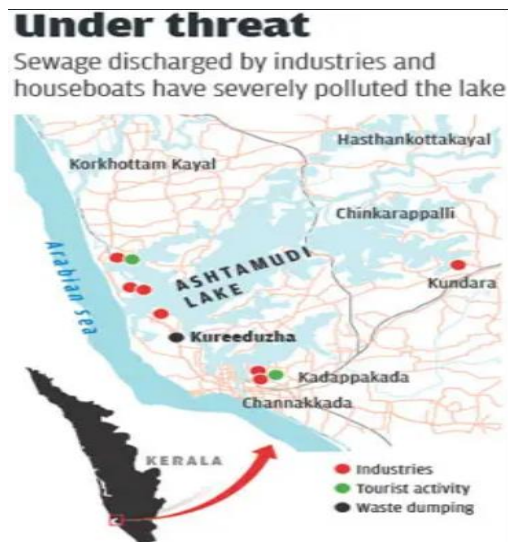 Under threat
Sewage discharged by industries and
houseboats have severely polluted the lake
Hasthankottakayal
Korkhottam Kayal
Chinkarappalli
Arabian sea
ASHTAMUDI
LAKE
Kundara
Kureeduzha
Kadappakada
Channakkada
KERALA
Industries
Tourist activity
Waste dumping